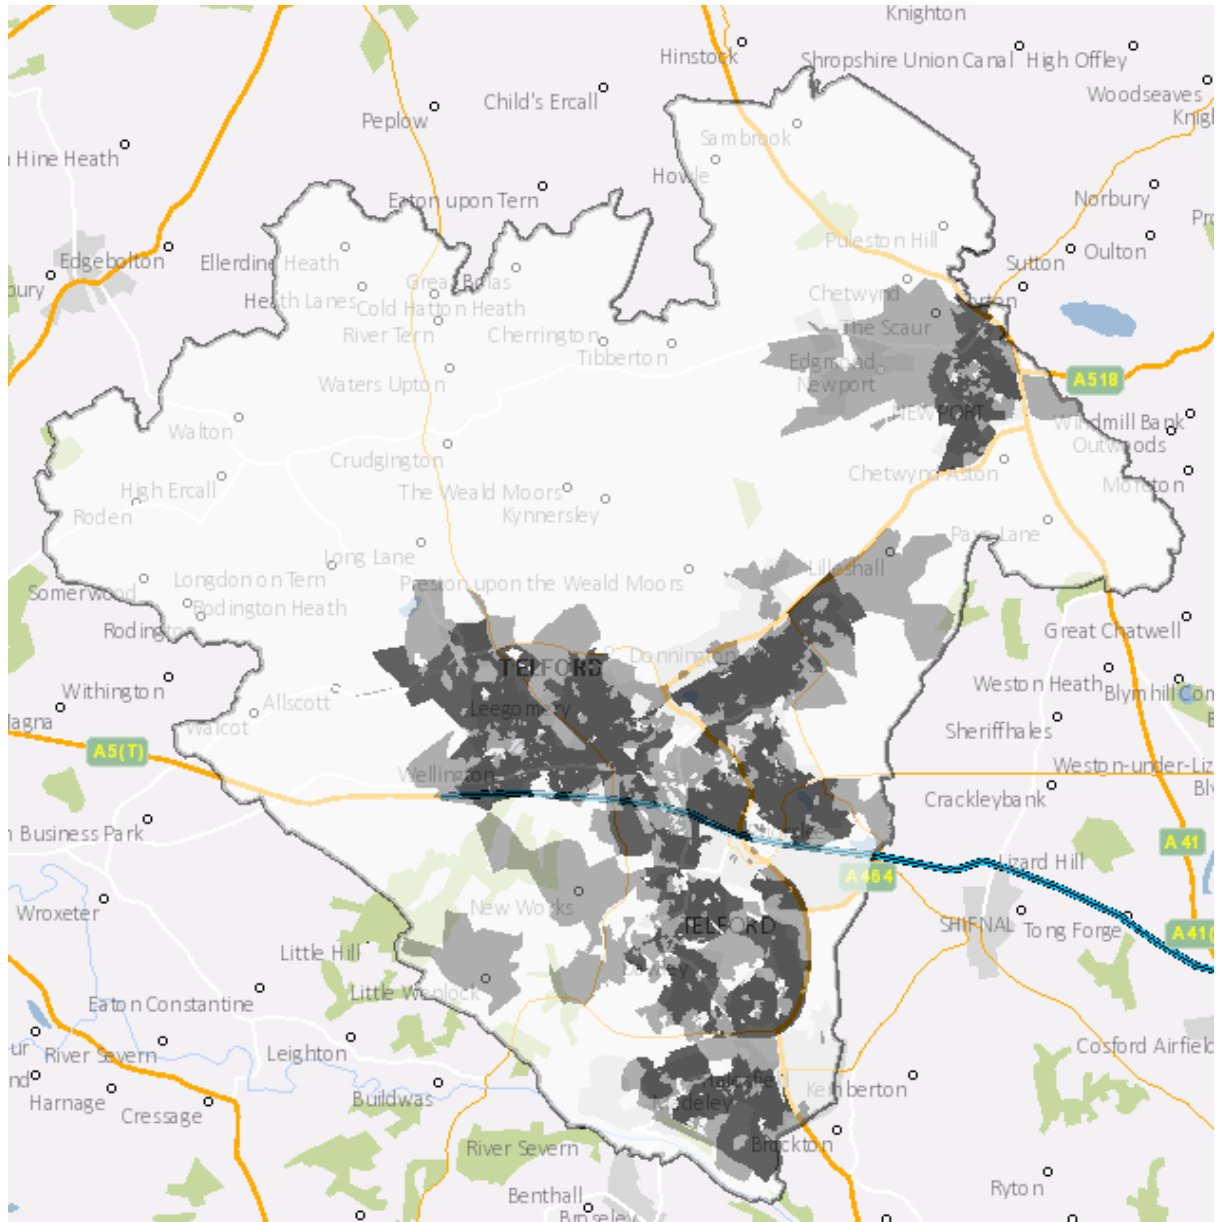 Knighton
Hinstock
Shropshire Union Canal
High Offley
Woodseaves
Child's Ercall
Peplow
Sambrook
Hine Heath
Howle
Eaton upon Tern
Norbury
Puleston Hill
Oulton
Edgebolton
Ellerdine Heath
Sutton
Great Bolas
Heath Lanes
Cold Hatton Heath
Chetwynd
River Tern
Cherrington
The Scaur
Tibberton
Edgmond
Waters Upton
Newport
A518
NEWPORT
Walton
Windmill Bank
Outwoods
Crudgington
Chetwynd Aston
High Ercall
The Weald Moors
Moreton
Roden
Kynnersley
Pave Lane
Long Lane
Lilleshall
Longdon on Tern
Preston upon the Weald Moors
Somerwood
Rodington Heath
Rodington
Great Chatwell
TELFORD
Donnington
Withington
Weston Heath
Allscott
Leegomery
Walcot
Sheriffhales
A5(T)
Wellington
Weston-under-Liz
Crackleybank
Business Park
A41
Lizard Hill
A464
Wroxeter
New Works
TELFORD
SHIFNAL
Tong Forge
A41(
Little Hill
Dawley
Little Wenlock
Eaton Constantine
River Severn
Leighton
Cosford Airfield
Harnage
Buildwas
Kemberton
Cressage
River Severn
Brockton
Ryton
Benthall
Broseley